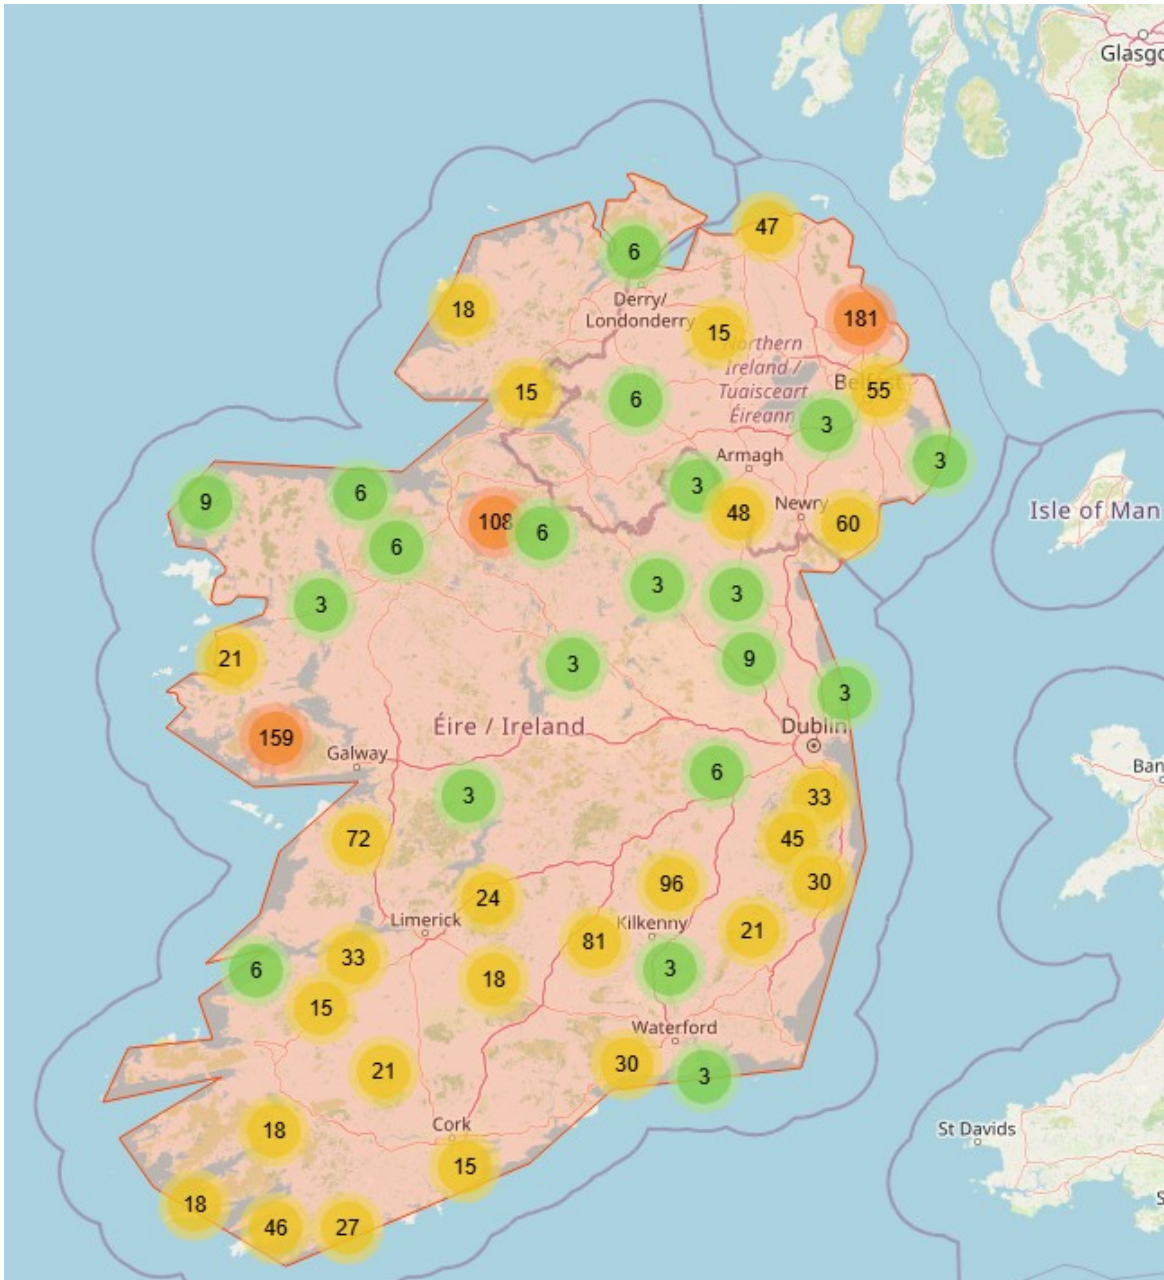 Glasgo
47
6
18
Derry/
Londonderry
181
15
Northern
Ireland /
Tuaisceart
Éireann
Belfast
55
15
6
3
Armagh
3
9
6
3
108
6
48
Newry
60
Isle of Man
6
3
3
3
21
3
9
3
159
Éire / Ireland
Dublin
Galway
6
Ban
3
33
72
45
24
96
30
Limerick
Kilkenny
81
21
33
6
3
18
15
Waterford
30
21
3
18
Cork
St Davids
15
18
46
27
S